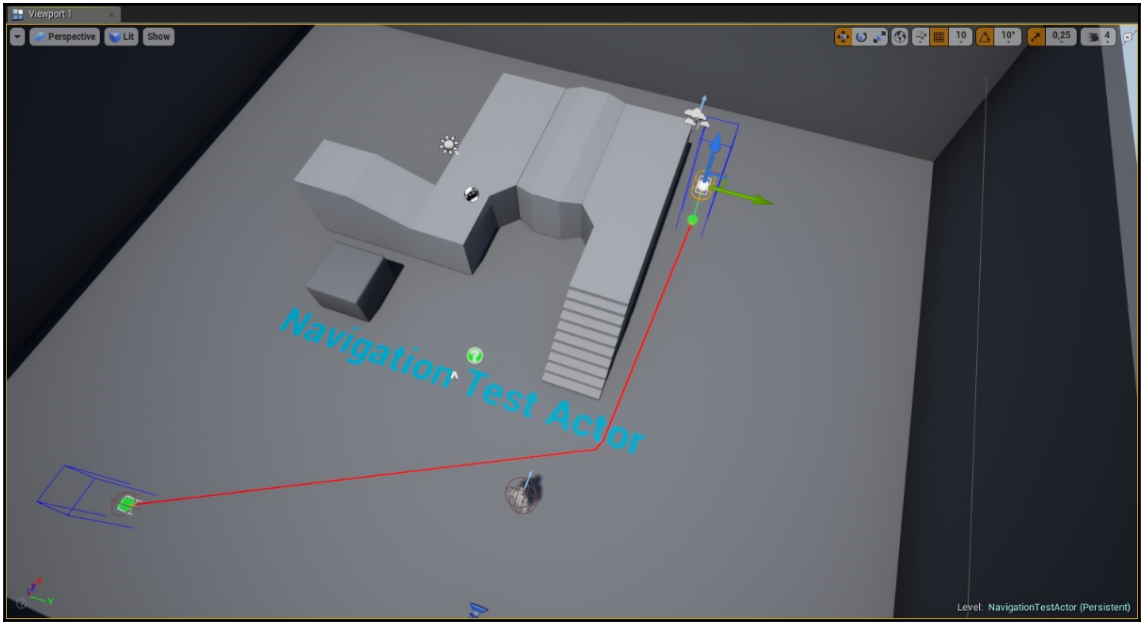 Viewport 1
Perspective Lit Show 10 10° 0,25 4
Navigation Test Actor
X
Z
Y
Level: NavigationTestActor (Persistent)